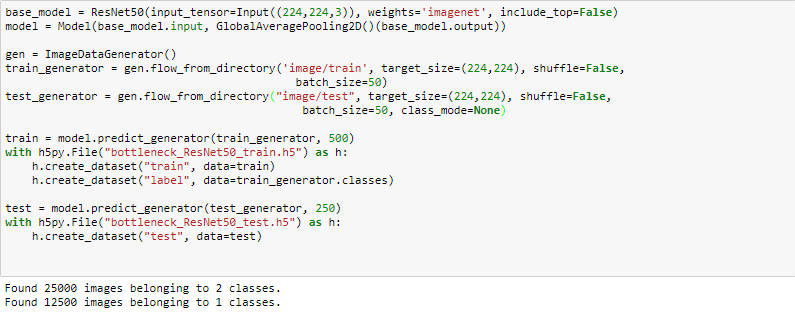 base_model = ResNet50(input_tensor=Input((224,224,3)), weights='imagenet', include_top=False)
model = Model(base_model.input, GlobalAveragePooling2D()(base_model.output))

gen = ImageDataGenerator()
train_generator = gen.flow_from_directory('image/train', target_size=(224,224), shuffle=False,
                                          batch_size=50)
test_generator = gen.flow_from_directory("image/test", target_size=(224,224), shuffle=False,
                                           batch_size=50, class_mode=None)

train = model.predict_generator(train_generator, 500)
with h5py.File("bottleneck_ResNet50_train.h5") as h:
    h.create_dataset("train", data=train)
    h.create_dataset("label", data=train_generator.classes)

test = model.predict_generator(test_generator, 250)
with h5py.File("bottleneck_ResNet50_test.h5") as h:
    h.create_dataset("test", data=test)

Found 25000 images belonging to 2 classes.
Found 12500 images belonging to 1 classes.